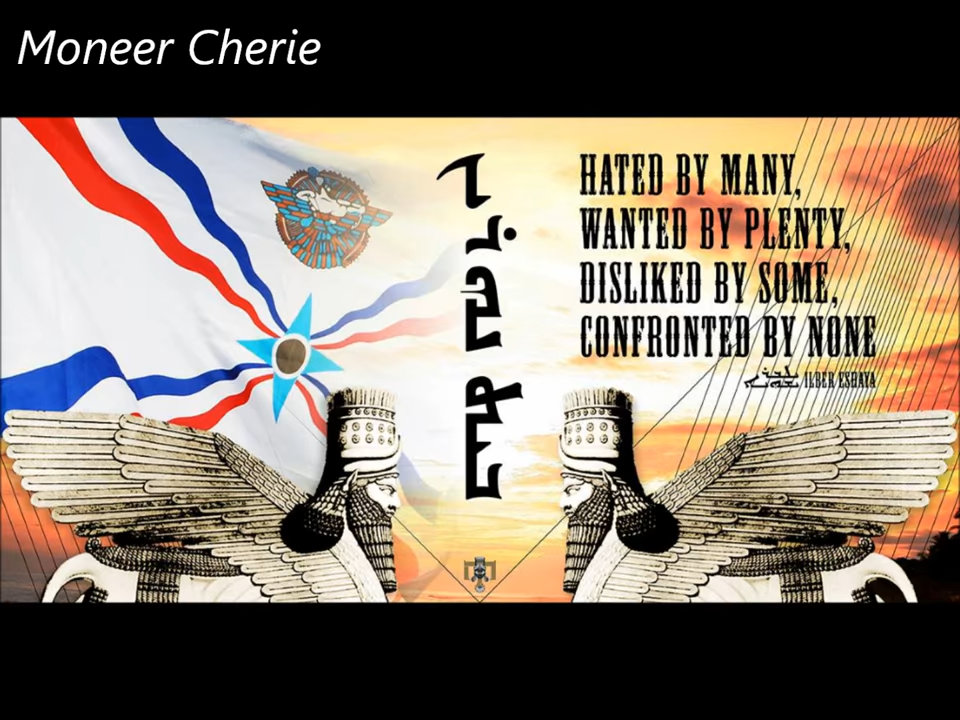 Moneer Cherie
HATED BY MANY,
WANTED BY PLENTY,
DISLIKED BY SOME,
CONFRONTED BY NONE
ILBER ESHAYA